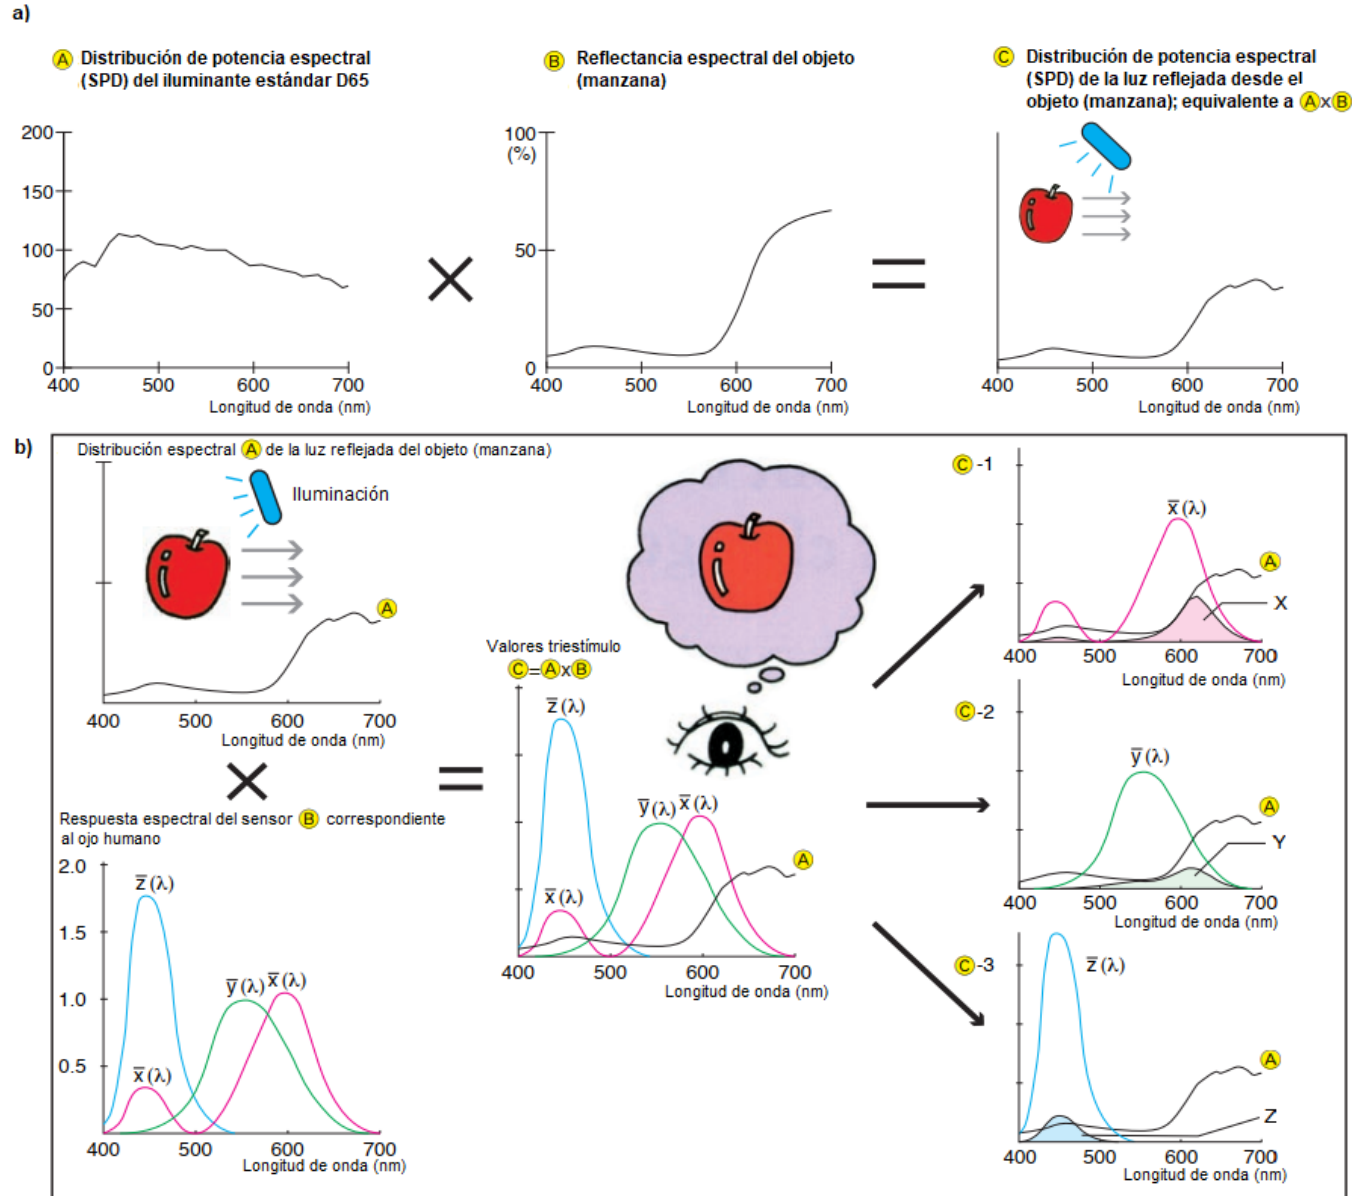 a)
A Distribución de potencia espectral
(SPD) del iluminante estándar D65
B Reflectancia espectral del objeto
(manzana)
C Distribución de potencia espectral
(SPD) de la luz reflejada desde el
objeto (manzana); equivalente a A x B
200
150
100
50
0
400 500 600 700
Longitud de onda (nm)
100
(%)
50
0
400 500 600 700
Longitud de onda (nm)
400 500 600 700
Longitud de onda (nm)
b)
Distribución espectral A de la luz reflejada del objeto (manzana)
Iluminación
A
400 500 600 700
Longitud de onda (nm)
Respuesta espectral del sensor B correspondiente
al ojo humano
2.0
1.5
1.0
0.5
z̅(λ)
y̅(λ) x̅(λ)
x̅(λ)
400 500 600 700
Longitud de onda (nm)
Valores triestímulo
C=AxB
z̅(λ)
y̅(λ) x̅(λ)
x̅(λ)
A
400 500 600 700
Longitud de onda (nm)
C-1
x̅(λ)
A
X
400 500 600 700
Longitud de onda (nm)
C-2
y̅(λ)
A
Y
400 500 600 700
Longitud de onda (nm)
C-3
z̅(λ)
A
Z
400 500 600 700
Longitud de onda (nm)